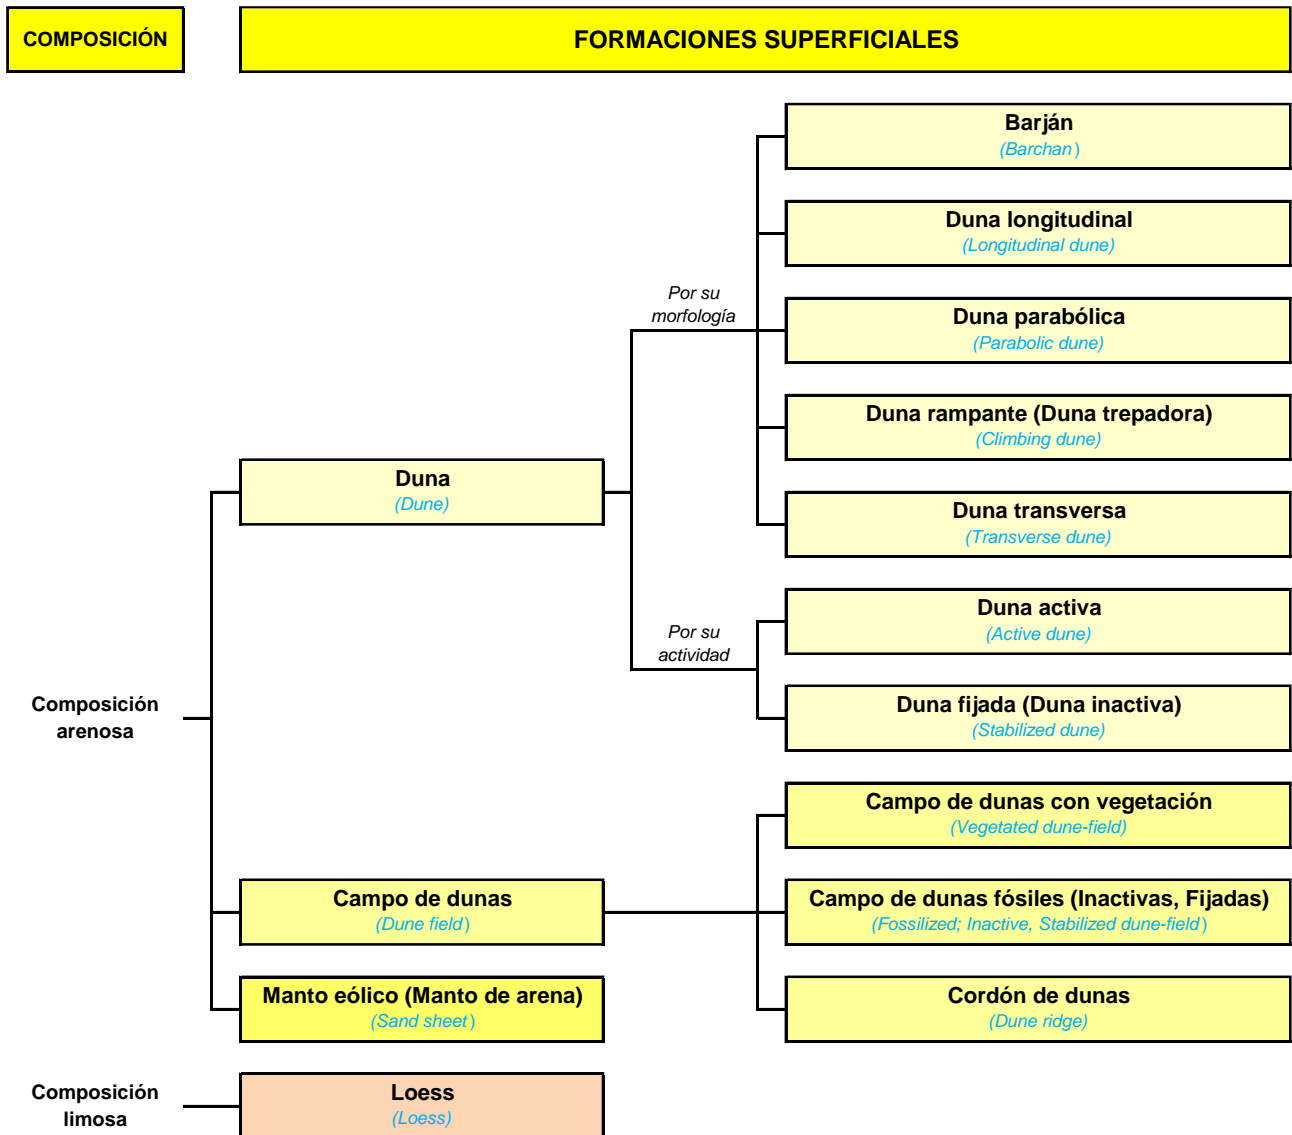 COMPOSICIÓN
FORMACIONES SUPERFICIALES
Barján
(Barchan)
Duna longitudinal
(Longitudinal dune)
Por su
morfología
Duna parabólica
(Parabolic dune)
Duna rampante (Duna trepadora)
(Climbing dune)
Duna
(Dune)
Duna transversa
(Transverse dune)
Por su
actividad
Duna activa
(Active dune)
Composición
arenosa
Duna fijada (Duna inactiva)
(Stabilized dune)
Campo de dunas con vegetación
(Vegetated dune-field)
Campo de dunas
(Dune field)
Campo de dunas fósiles (Inactivas, Fijadas)
(Fossilized; Inactive, Stabilized dune-field)
Manto eólico (Manto de arena)
(Sand sheet)
Cordón de dunas
(Dune ridge)
Composición
limosa
Loess
(Loess)